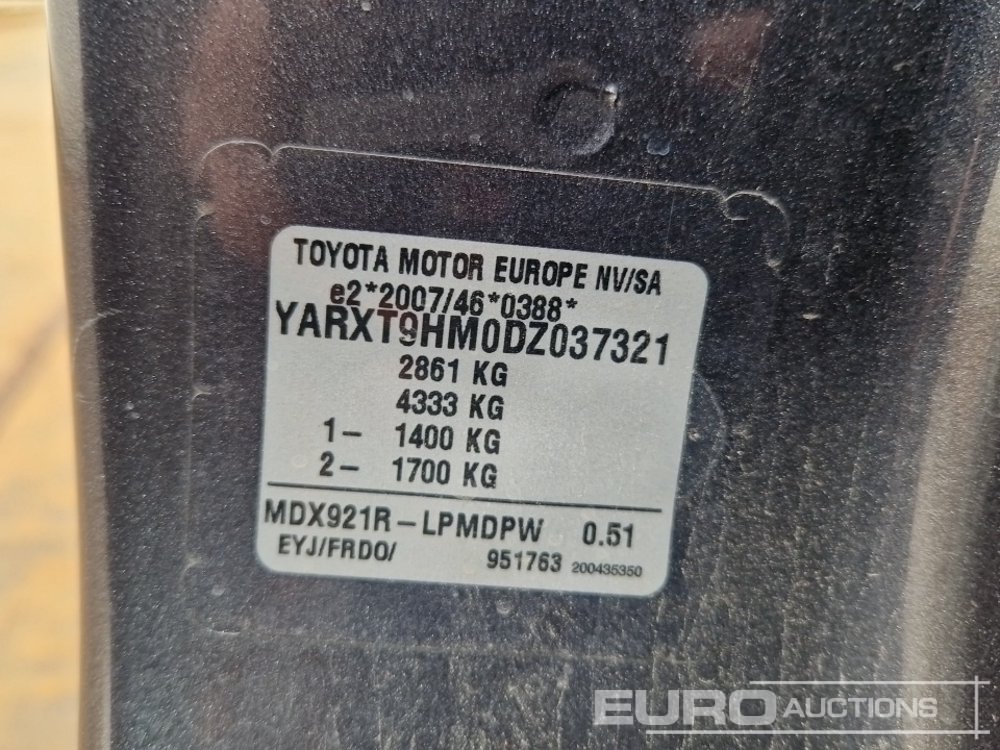 TOYOTA MOTOR EUROPE NV/SA
e2*2007/46*0388*
YARXT9HM0DZ037321
2861 KG
4333 KG
1– 1400 KG
2– 1700 KG
MDX921R–LPMDPW 0.51
EYJ/FRDO/ 951763 200435350
EURO AUCTIONS